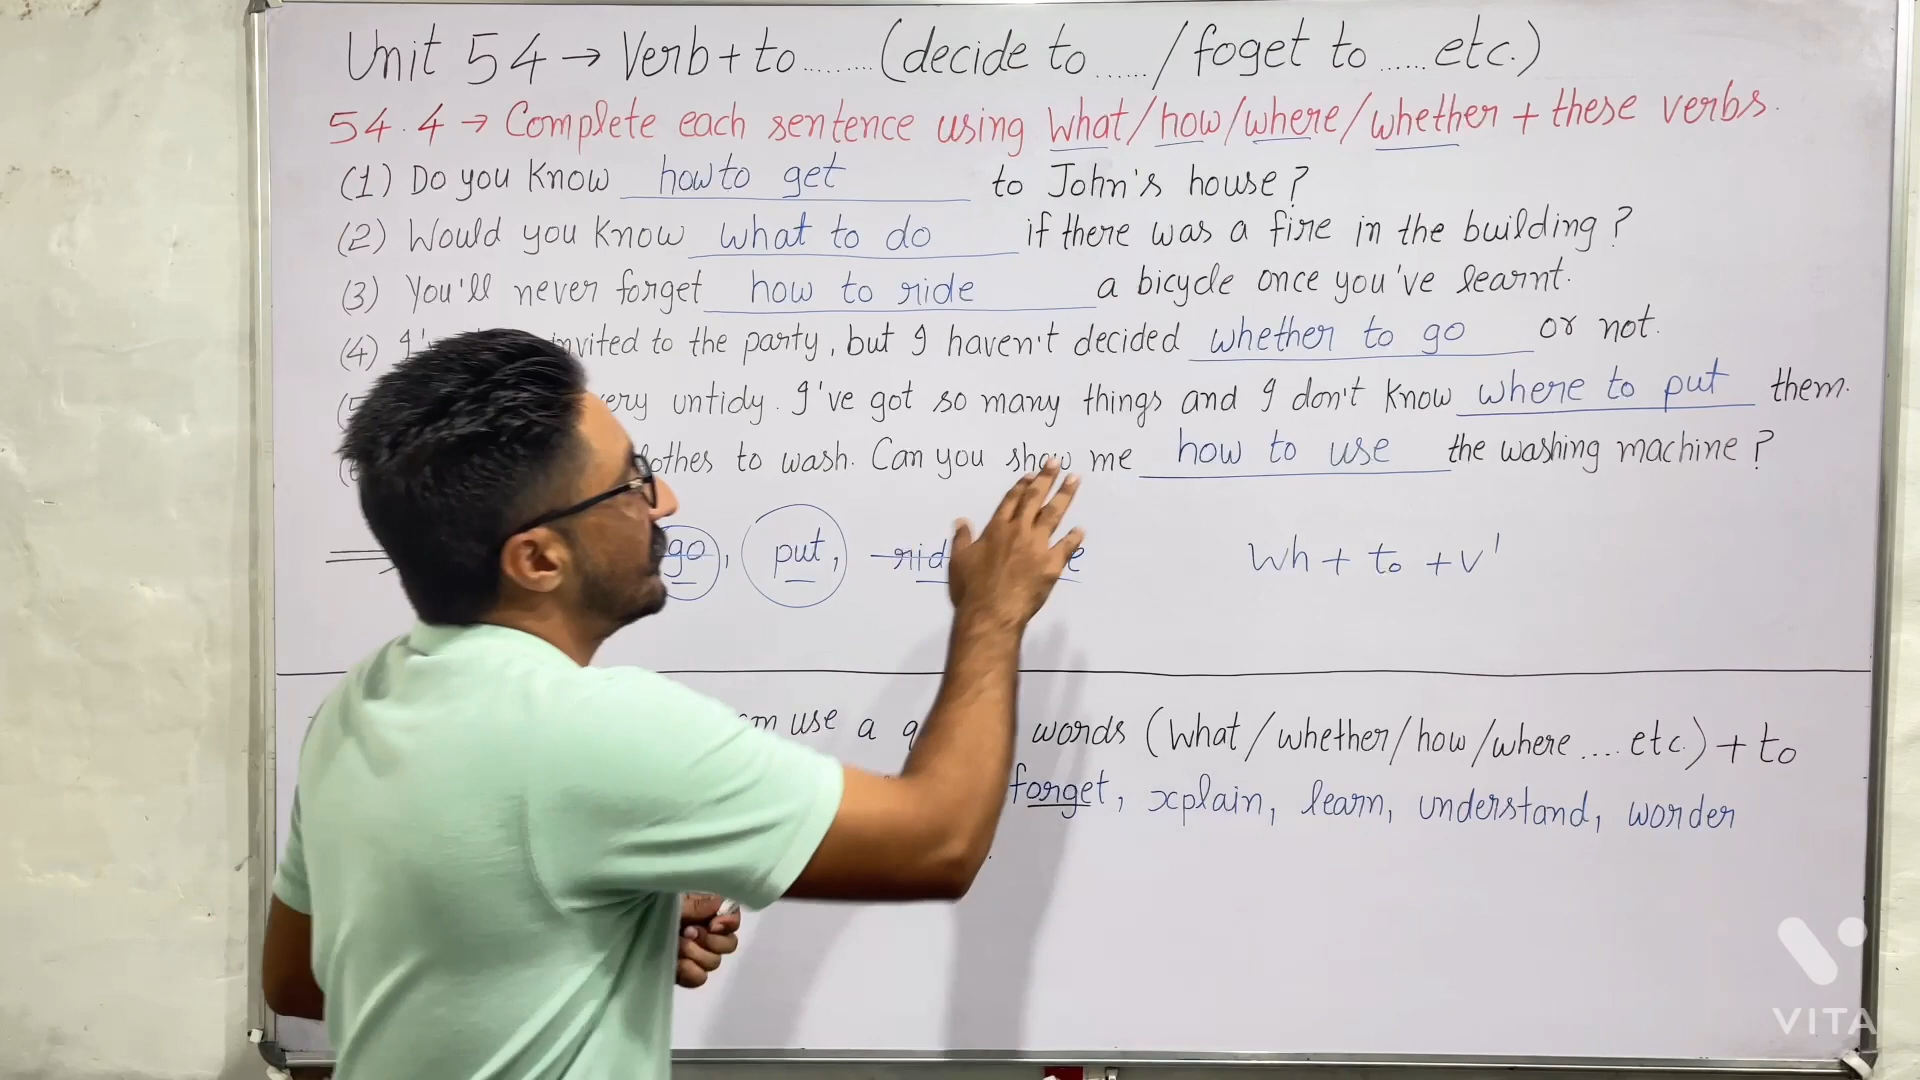 Unit 54 → Verb + to ........ (decide to ...... / foget to ...... etc.)
54.4 → Complete each sentence using what/how/where/whether + these verbs.
(1) Do you know how to get to John's house?
(2) Would you know what to do if there was a fire in the building?
(3) You'll never forget how to ride a bicycle once you've learnt.
(4) invited to the party, but I haven't decided whether to go or not.
untidy. I've got so many things and I don't know where to put them.
to wash. Can you show me how to use the washing machine?
go, put, Wh + to + V¹
use a words (what/whether/how/where .... etc.) + to
forget, xplain, learn, understand, wonder
VITA